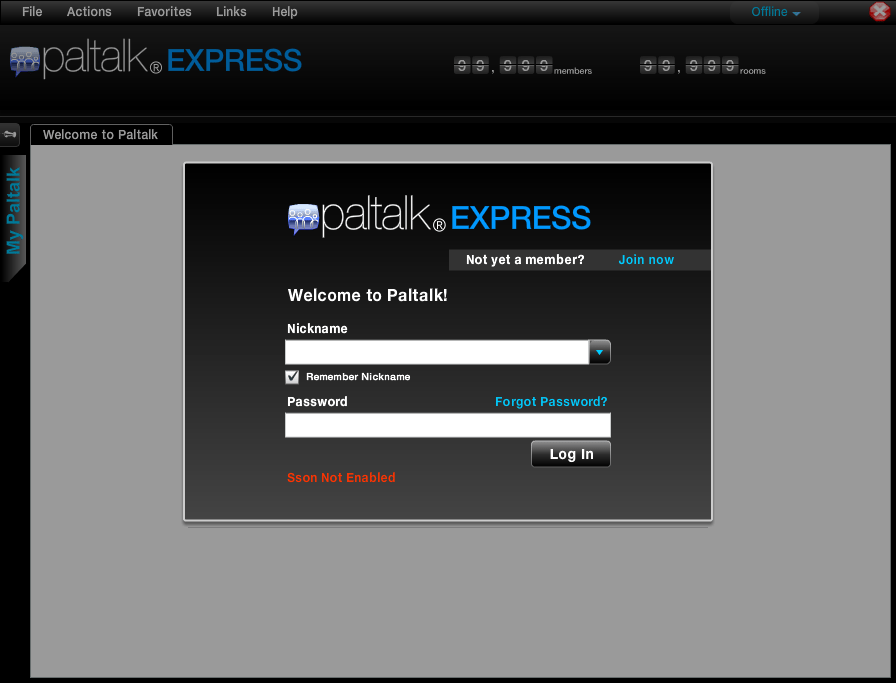 File Actions Favorites Links Help Offline
paltalk® EXPRESS
99,999 members 99,999 rooms
Welcome to Paltalk
My Paltalk
paltalk® EXPRESS
Not yet a member? Join now
Welcome to Paltalk!
Nickname
Remember Nickname
Password Forgot Password?
Log In
Sson Not Enabled